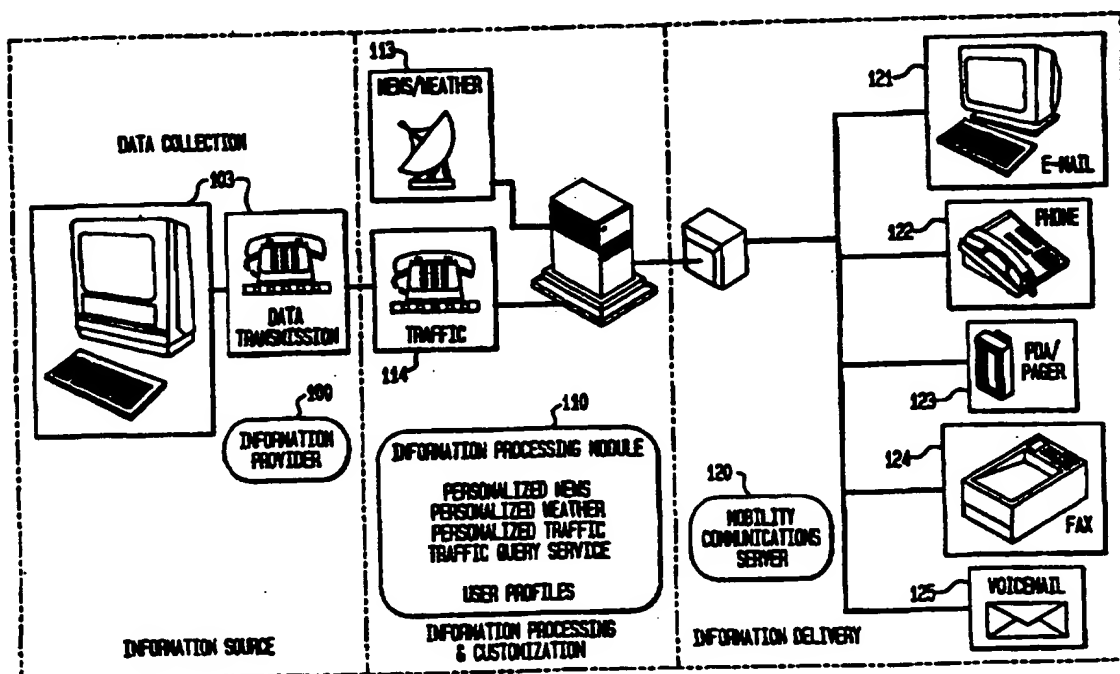 DATA COLLECTION
103
DATA
TRANSMISSION
100
INFORMATION
PROVIDER
INFORMATION SOURCE
113
NEWS/WEATHER
TRAFFIC
114
110
INFORMATION PROCESSING MODULE
PERSONALIZED NEWS
PERSONALIZED WEATHER
PERSONALIZED TRAFFIC
TRAFFIC QUERY SERVICE
USER PROFILES
INFORMATION PROCESSING
& CUSTOMIZATION
120
MOBILITY
COMMUNICATIONS
SERVER
INFORMATION DELIVERY
121
E-MAIL
122
PHONE
PDA/
PAGER
123
124
FAX
125
VOICEMAIL